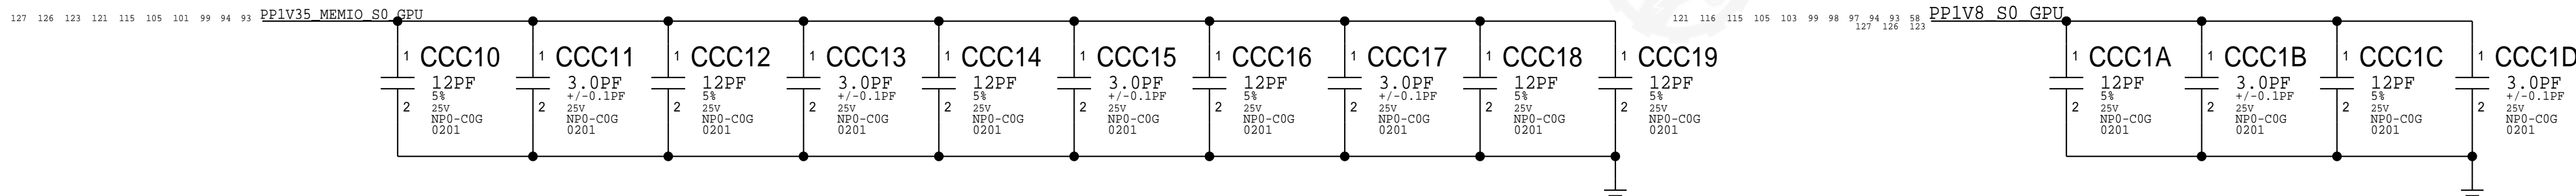 127 126 123 121 115 105 101 99 94 93 PP1V35_MEMIO_S0_GPU
121 116 115 105 103 99 98 97 94 93 58 PP1V8_S0_GPU
127 126 123
1 CCC10
12PF
5%
25V
2
NP0-C0G
0201
1 CCC11
3.0PF
+/-0.1PF
25V
2
NP0-C0G
0201
1 CCC12
12PF
5%
25V
2
NP0-C0G
0201
1 CCC13
3.0PF
+/-0.1PF
25V
2
NP0-C0G
0201
1 CCC14
12PF
5%
25V
2
NP0-C0G
0201
1 CCC15
3.0PF
+/-0.1PF
25V
2
NP0-C0G
0201
1 CCC16
12PF
5%
25V
2
NP0-C0G
0201
1 CCC17
3.0PF
+/-0.1PF
25V
2
NP0-C0G
0201
1 CCC18
12PF
5%
25V
2
NP0-C0G
0201
1 CCC19
12PF
5%
25V
2
NP0-C0G
0201
1 CCC1A
12PF
5%
25V
2
NP0-C0G
0201
1 CCC1B
3.0PF
+/-0.1PF
25V
2
NP0-C0G
0201
1 CCC1C
12PF
5%
25V
2
NP0-C0G
0201
1 CCC1D
3.0PF
+/-0.1PF
25V
2
NP0-C0G
0201